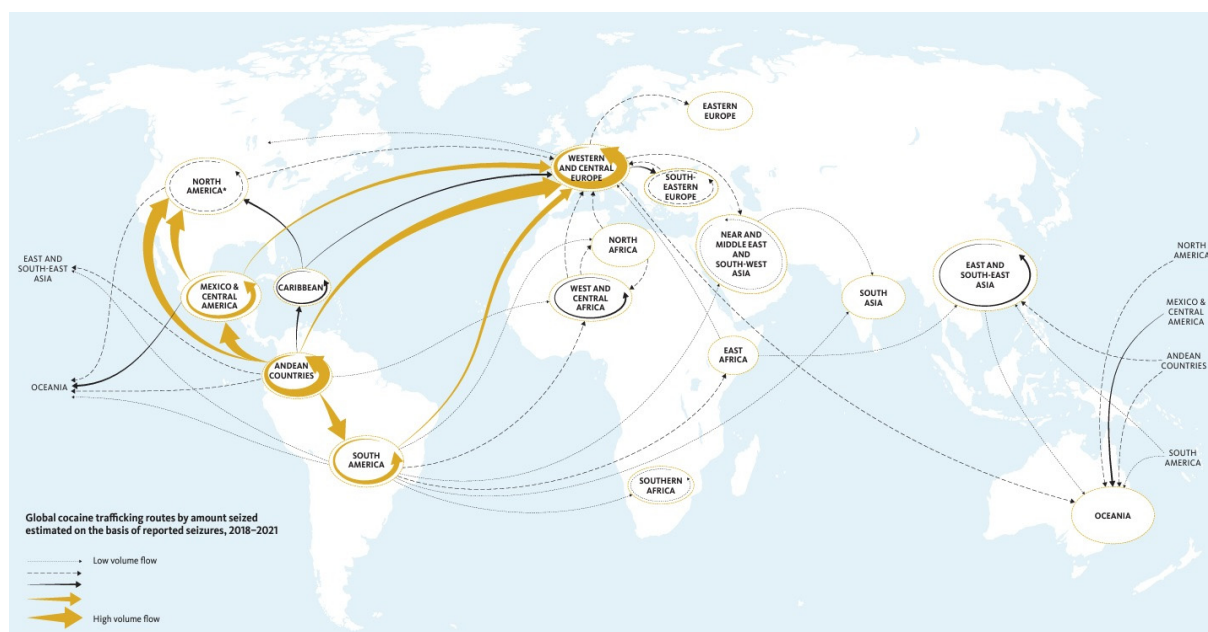 EASTERN
EUROPE
WESTERN
AND CENTRAL
EUROPE
NORTH
AMERICA*
SOUTH-
EASTERN
EUROPE
NORTH
AFRICA
NEAR AND
MIDDLE EAST
AND
SOUTH-WEST
ASIA
NORTH
AMERICA
EAST AND
SOUTH-EAST
ASIA
EAST AND
SOUTH-EAST
ASIA
MEXICO &
CENTRAL
AMERICA
CARIBBEAN
WEST AND
CENTRAL
AFRICA
SOUTH
ASIA
MEXICO &
CENTRAL
AMERICA
EAST
AFRICA
ANDEAN
COUNTRIES
ANDEAN
COUNTRIES
OCEANIA
SOUTH
AMERICA
SOUTH
AMERICA
SOUTHERN
AFRICA
OCEANIA
Global cocaine trafficking routes by amount seized
estimated on the basis of reported seizures, 2018–2021
Low volume flow
High volume flow